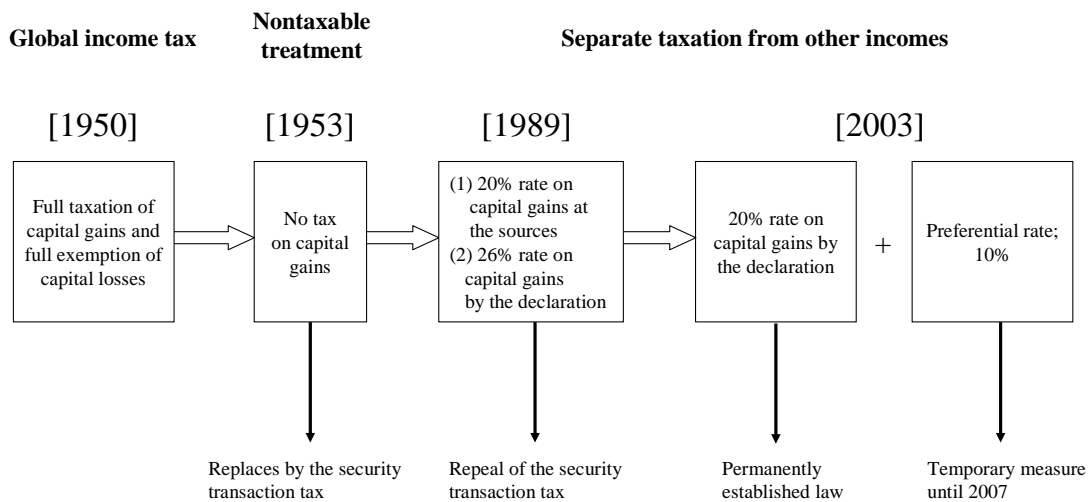 Global income tax
Nontaxable
treatment
Separate taxation from other incomes
[1950]
[1953]
[1989]
[2003]
Full taxation of
capital gains and
full exemption of
capital losses
No tax
on capital
gains
(1) 20% rate on
capital gains at
the sources
(2) 26% rate on
capital gains
by the declaration
20% rate on
capital gains by
the declaration
+
Preferential rate;
10%
Replaces by the security
transaction tax
Repeal of the security
transaction tax
Permanently
established law
Temporary measure
until 2007